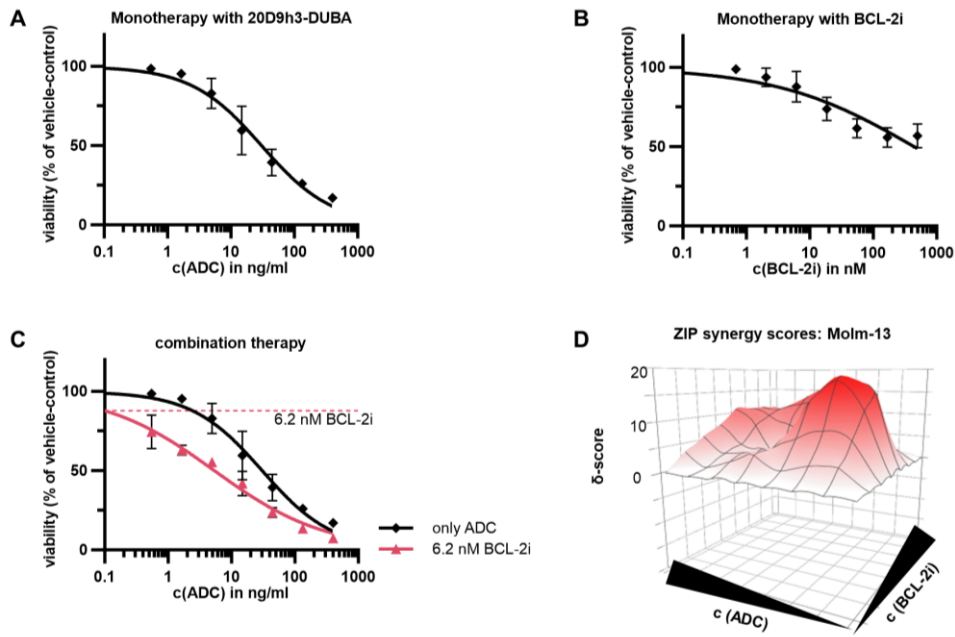 A
Monotherapy with 20D9h3-DUBA
viability (% of vehicle-control)
100
50
0
0.1 1 10 100 1000
c(ADC) in ng/ml
B
Monotherapy with BCL-2i
viability (% of vehicle-control)
100
50
0
0.1 1 10 100 1000
c(BCL-2i) in nM
C
combination therapy
viability (% of vehicle-control)
100
50
0
6.2 nM BCL-2i
0.1 1 10 100 1000
c(ADC) in ng/ml
only ADC
6.2 nM BCL-2i
D
ZIP synergy scores: Molm-13
δ-score
20
10
0
c (ADC)
c (BCL-2i)